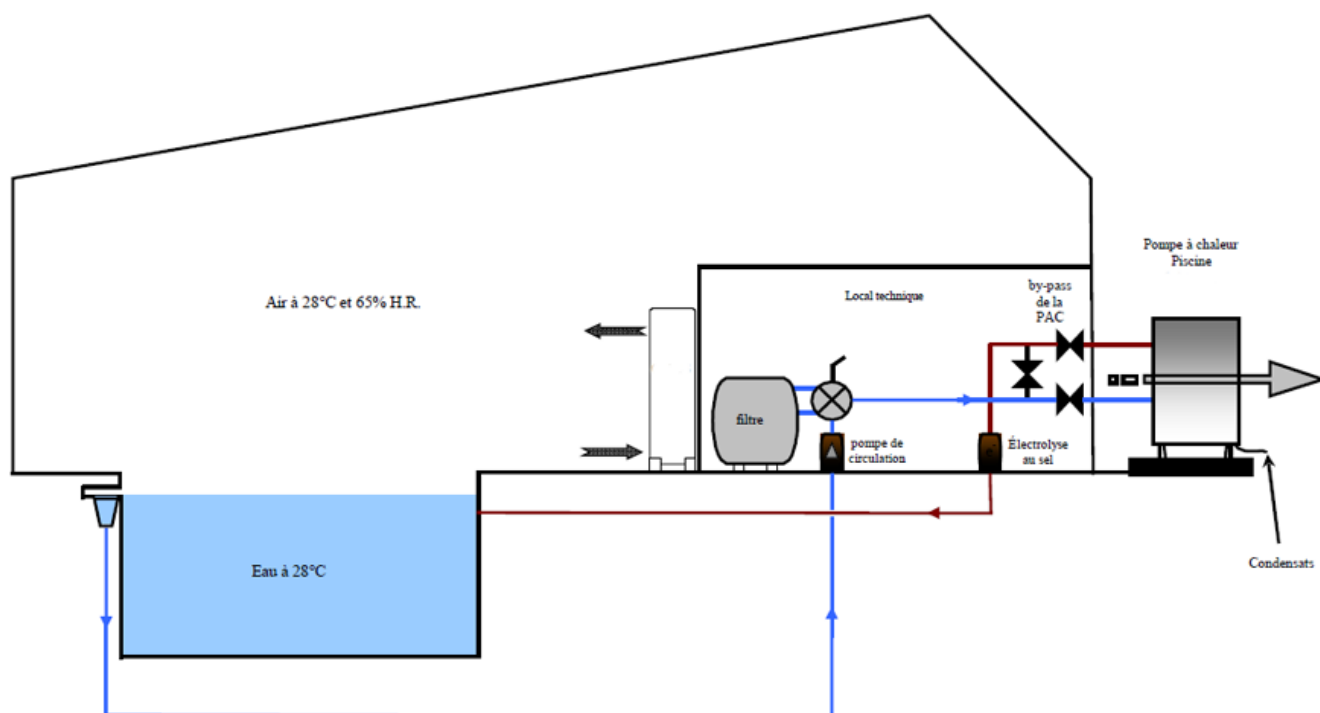 Pompe à chaleur
Piscine
by-pass
de la
PAC
Local technique
Air à 28°C et 65% H.R.
filtre
pompe de
circulation
Électrolyse
au sel
Eau à 28°C
Condensats